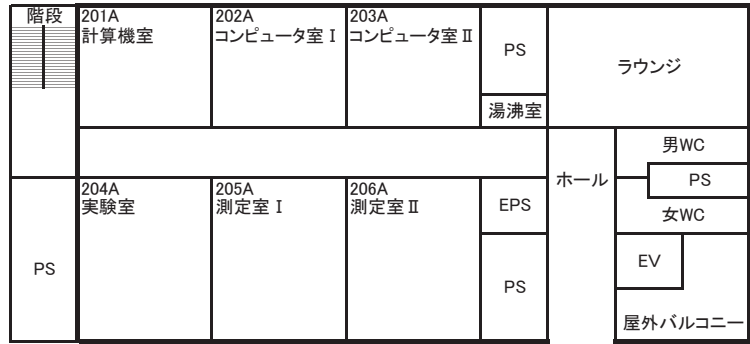 階段
201A
計算機室
202A
コンピュータ室Ⅰ
203A
コンピュータ室Ⅱ
PS
湯沸室
ラウンジ
ホール
男WC
PS
女WC
204A
実験室
205A
測定室Ⅰ
206A
測定室Ⅱ
EPS
PS
PS
EV
屋外バルコニー